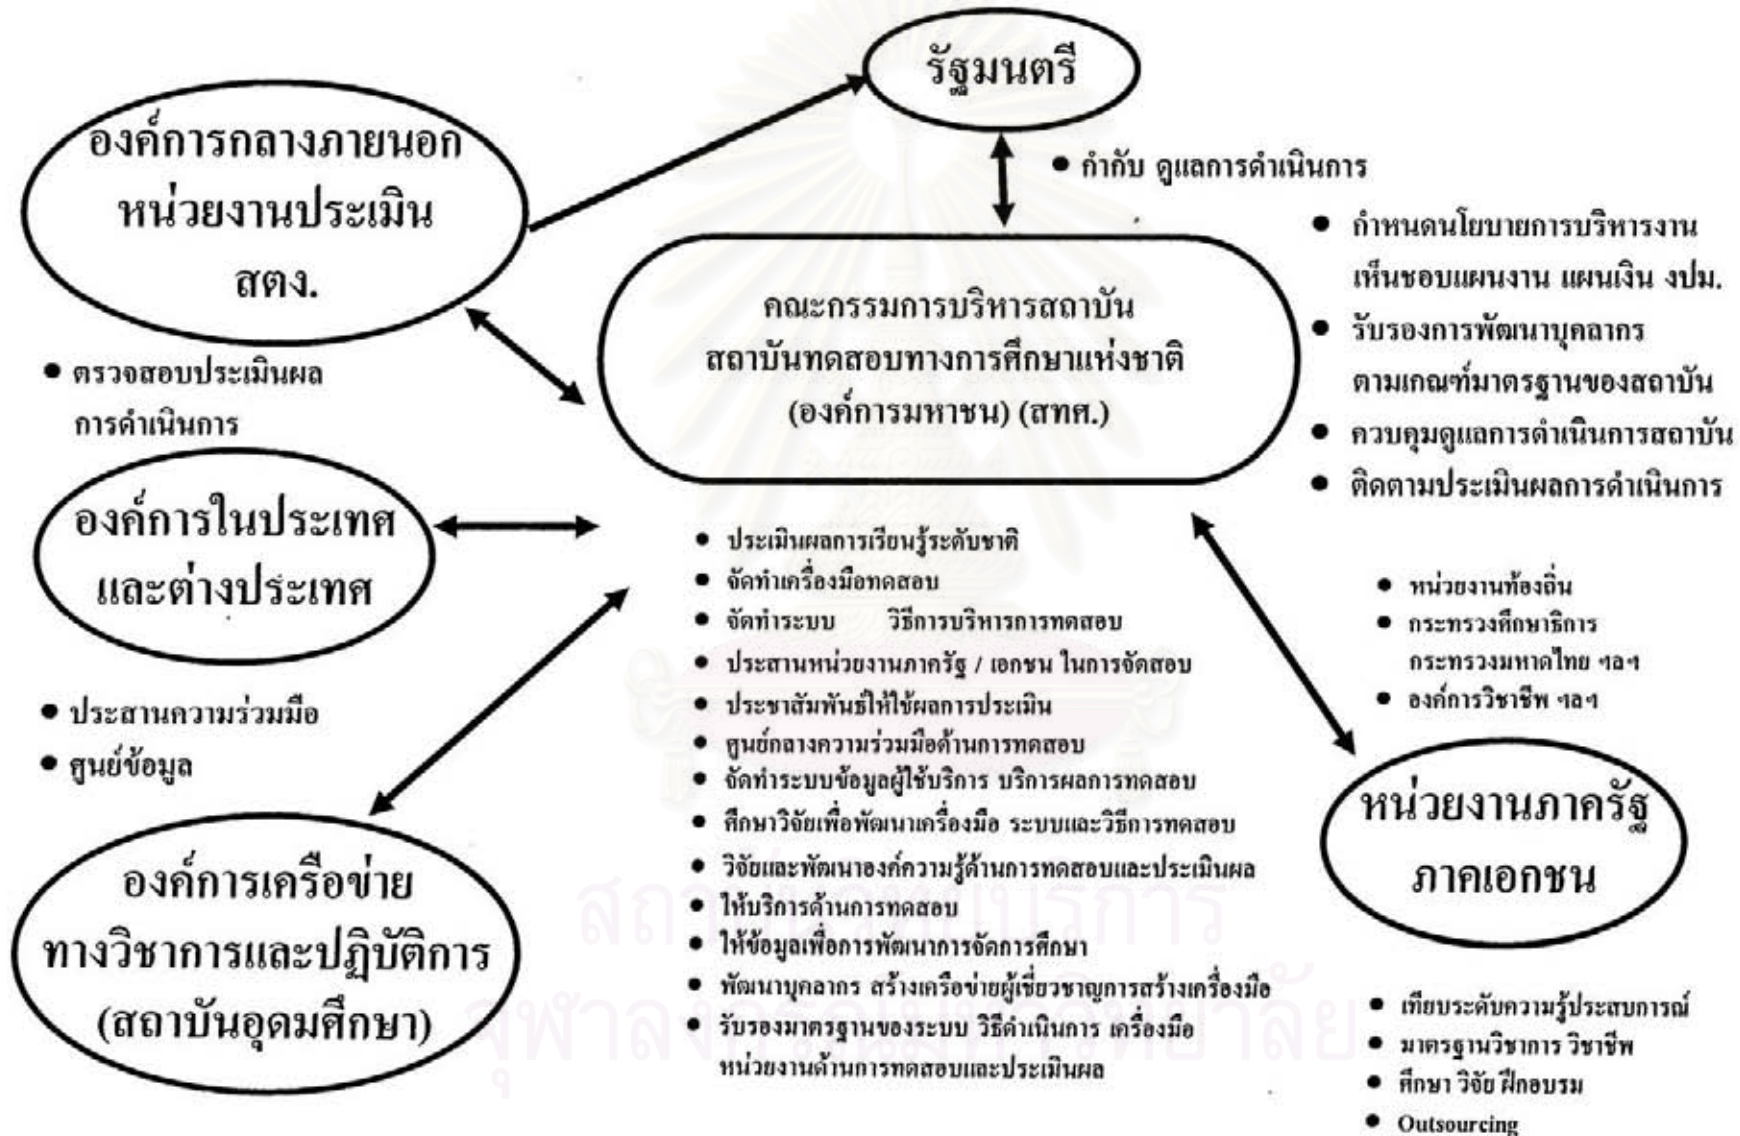 รัฐมนตรี
องค์การกลางภายนอก
หน่วยงานประเมิน
สตง.
● กำกับ ดูแลการดำเนินการ
● กำหนดนโยบายการบริหารงาน
เห็นชอบแผนงาน แผนเงิน งปม.
● รับรองการพัฒนาบุคลากร
ตามเกณฑ์มาตรฐานของสถาบัน
● ควบคุมดูแลการดำเนินการสถาบัน
● ติดตามประเมินผลการดำเนินการ
คณะกรรมการบริหารสถาบัน
สถาบันทดสอบทางการศึกษาแห่งชาติ
(องค์การมหาชน) (สทศ.)
● ตรวจสอบประเมินผล
การดำเนินการ
องค์การในประเทศ
และต่างประเทศ
● ประสานความร่วมมือ
● ศูนย์ข้อมูล
องค์การเครือข่าย
ทางวิชาการและปฏิบัติการ
(สถาบันอุดมศึกษา)
● ประเมินผลการเรียนรู้ระดับชาติ
● จัดทำเครื่องมือทดสอบ
● จัดทำระบบ วิธีการบริหารการทดสอบ
● ประสานหน่วยงานภาครัฐ / เอกชน ในการจัดสอบ
● ประชาสัมพันธ์ให้ใช้ผลการประเมิน
● ศูนย์กลางความร่วมมือด้านการทดสอบ
● จัดทำระบบข้อมูลผู้ใช้บริการ บริการผลการทดสอบ
● ศึกษาวิจัยเพื่อพัฒนาเครื่องมือ ระบบและวิธีการทดสอบ
● วิจัยและพัฒนาองค์ความรู้ด้านการทดสอบและประเมินผล
● ให้บริการด้านการทดสอบ
● ให้ข้อมูลเพื่อการพัฒนาการจัดการศึกษา
● พัฒนาบุคลากร สร้างเครือข่ายผู้เชี่ยวชาญการสร้างเครื่องมือ
● รับรองมาตรฐานของระบบ วิธีดำเนินการ เครื่องมือ
หน่วยงานด้านการทดสอบและประเมินผล
● หน่วยงานท้องถิ่น
● กระทรวงศึกษาธิการ
กระทรวงมหาดไทย ฯลฯ
● องค์การวิชาชีพ ฯลฯ
หน่วยงานภาครัฐ
ภาคเอกชน
● เทียบระดับความรู้ประสบการณ์
● มาตรฐานวิชาการ วิชาชีพ
● ศึกษา วิจัย ฝึกอบรม
● Outsourcing
สถาบันวิทยบริการ
จุฬาลงกรณ์มหาวิทยาลัย